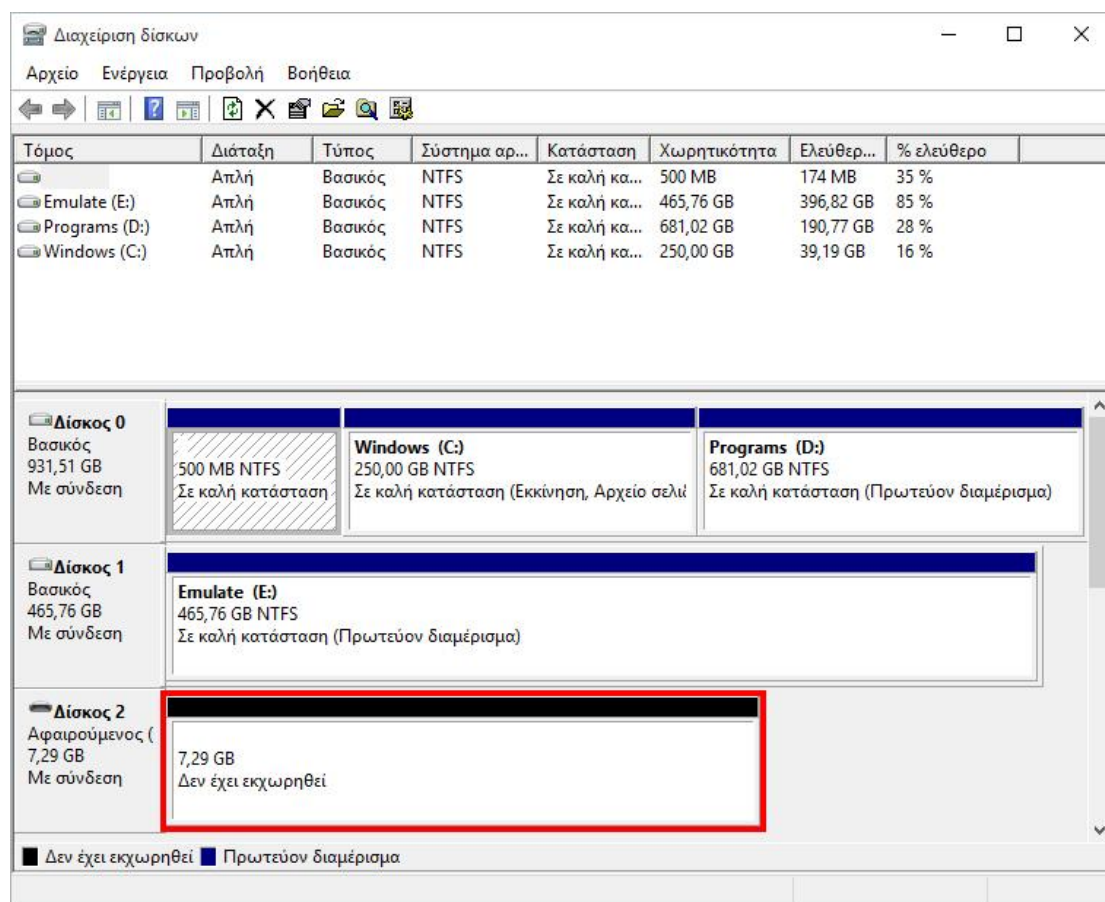 Διαχείριση δίσκων
Αρχείο Ενέργεια Προβολή Βοήθεια
Τόμος Διάταξη Τύπος Σύστημα αρ... Κατάσταση Χωρητικότητα Ελεύθερ... % ελεύθερο
Απλή Βασικός NTFS Σε καλή κα... 500 MB 174 MB 35 %
Emulate (E:) Απλή Βασικός NTFS Σε καλή κα... 465,76 GB 396,82 GB 85 %
Programs (D:) Απλή Βασικός NTFS Σε καλή κα... 681,02 GB 190,77 GB 28 %
Windows (C:) Απλή Βασικός NTFS Σε καλή κα... 250,00 GB 39,19 GB 16 %
Δίσκος 0
Βασικός
931,51 GB
Με σύνδεση
500 MB NTFS
Σε καλή κατάσταση
Windows (C:)
250,00 GB NTFS
Σε καλή κατάσταση (Εκκίνηση, Αρχείο σελιδ
Programs (D:)
681,02 GB NTFS
Σε καλή κατάσταση (Πρωτεύον διαμέρισμα)
Δίσκος 1
Βασικός
465,76 GB
Με σύνδεση
Emulate (E:)
465,76 GB NTFS
Σε καλή κατάσταση (Πρωτεύον διαμέρισμα)
Δίσκος 2
Αφαιρούμενος (
7,29 GB
Με σύνδεση
7,29 GB
Δεν έχει εκχωρηθεί
Δεν έχει εκχωρηθεί Πρωτεύον διαμέρισμα